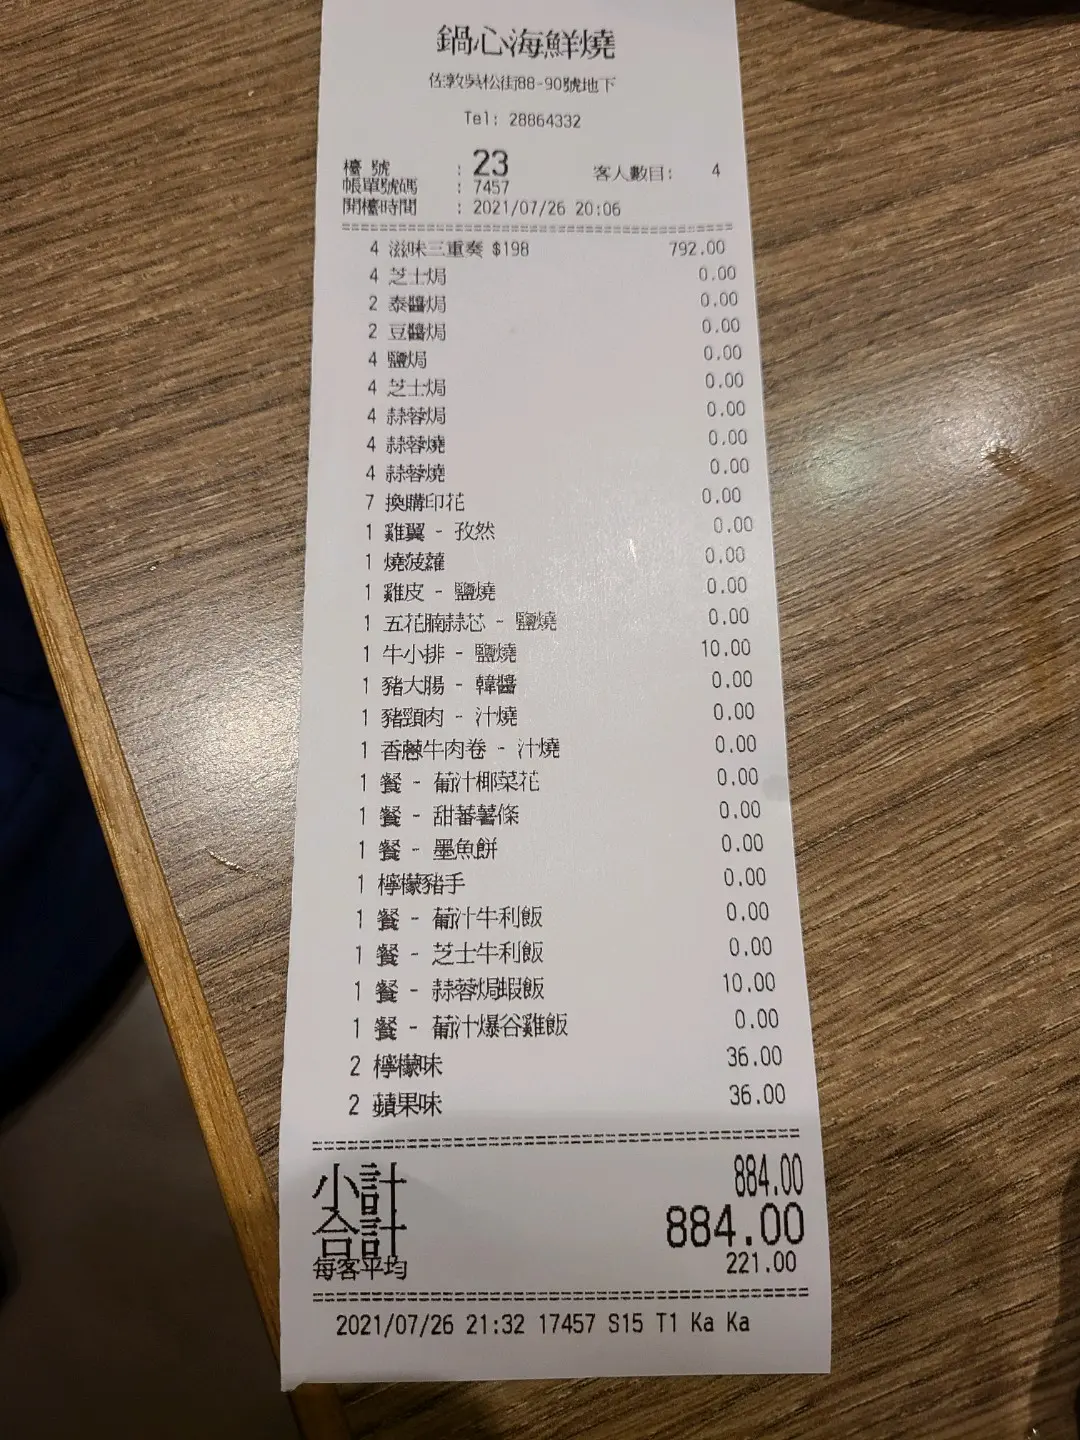 鍋心海鮮燒
佐敦吳松街88-90號地下
Tel: 28864332
檯 號 : 23 客人數目: 4
帳單號碼 : 7457
開檯時間 : 2021/07/26 20:06
4 滋味三重奏 $198 792.00
4 芝士焗 0.00
2 泰醬焗 0.00
2 豆醬焗 0.00
4 鹽焗 0.00
4 芝士焗 0.00
4 蒜蓉焗 0.00
4 蒜蓉燒 0.00
4 蒜蓉燒 0.00
7 換購印花 0.00
1 雞翼 - 孜然 0.00
1 燒菠蘿 0.00
1 雞皮 - 鹽燒 0.00
1 五花腩蒜芯 - 鹽燒 0.00
1 牛小排 - 鹽燒 10.00
1 豬大腸 - 韓醬 0.00
1 豬頸肉 - 汁燒 0.00
1 香蔥牛肉卷 - 汁燒 0.00
1 餐 - 葡汁椰菜花 0.00
1 餐 - 甜蕃薯條 0.00
1 餐 - 墨魚餅 0.00
1 檸檬豬手 0.00
1 餐 - 葡汁牛利飯 0.00
1 餐 - 芝士牛利飯 0.00
1 餐 - 蒜蓉焗蝦飯 10.00
1 餐 - 葡汁爆谷雞飯 0.00
2 檸檬味 36.00
2 蘋果味 36.00
小計 884.00
合計 884.00
每客平均 221.00
2021/07/26 21:32 17457 S15 T1 Ka Ka